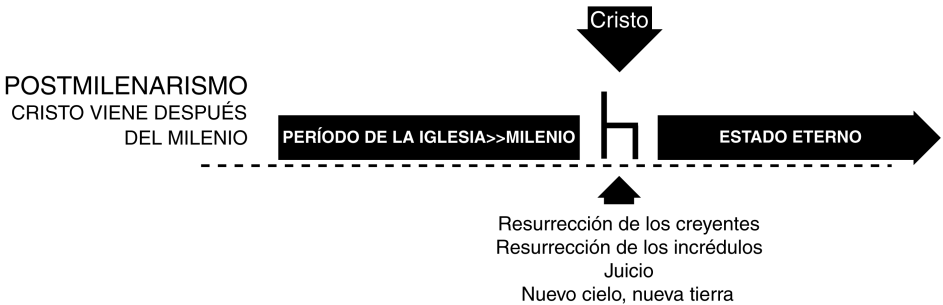 Cristo
POSTMILENARISMO
CRISTO VIENE DESPUÉS
DEL MILENIO
PERÍODO DE LA IGLESIA>>MILENIO
ESTADO ETERNO
Resurrección de los creyentes
Resurrección de los incrédulos
Juicio
Nuevo cielo, nueva tierra